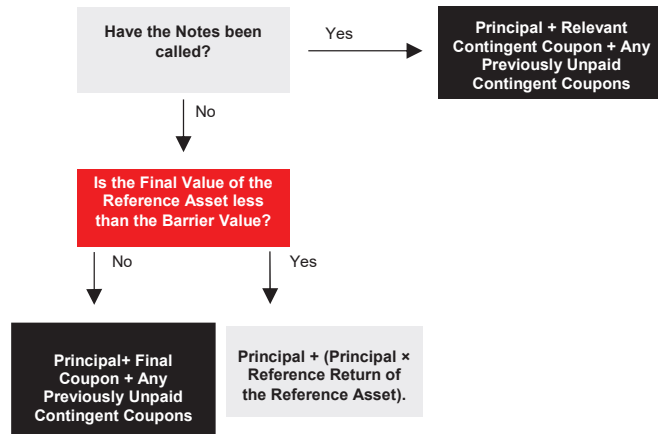 Have the Notes been
called?
Yes
Principal + Relevant
Contingent Coupon + Any
Previously Unpaid
Contingent Coupons
No
Is the Final Value of the
Reference Asset less
than the Barrier Value?
No
Yes
Principal+ Final
Coupon + Any
Previously Unpaid
Contingent Coupons
Principal + (Principal ×
Reference Return of
the Reference Asset).